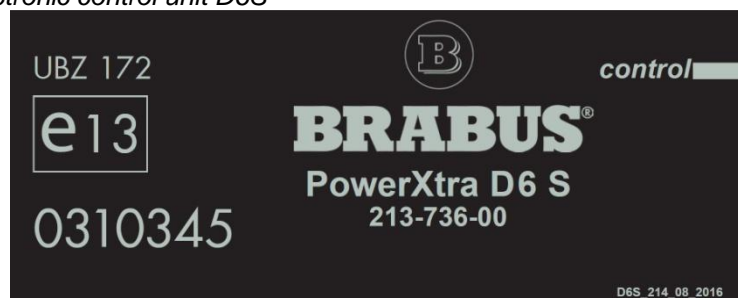 UBZ 172
e13
0310345
B
BRABUS®
PowerXtra D6 S
213-736-00
control
D6S_214_08_2016